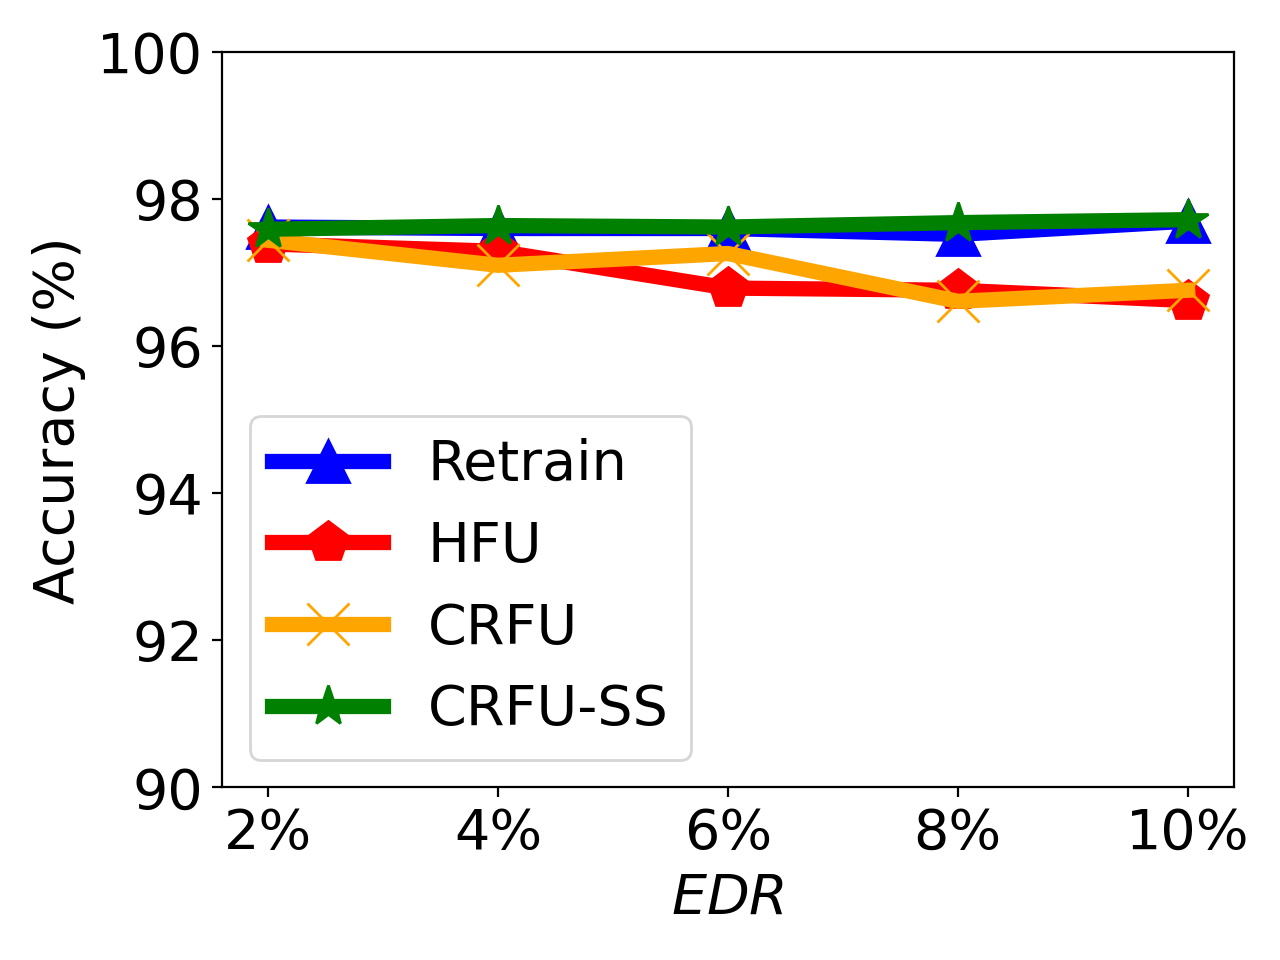 100
98
96
94
92
90
Accuracy (%)
Retrain
HFU
CRFU
CRFU-SS
2% 4% 6% 8% 10%
EDR